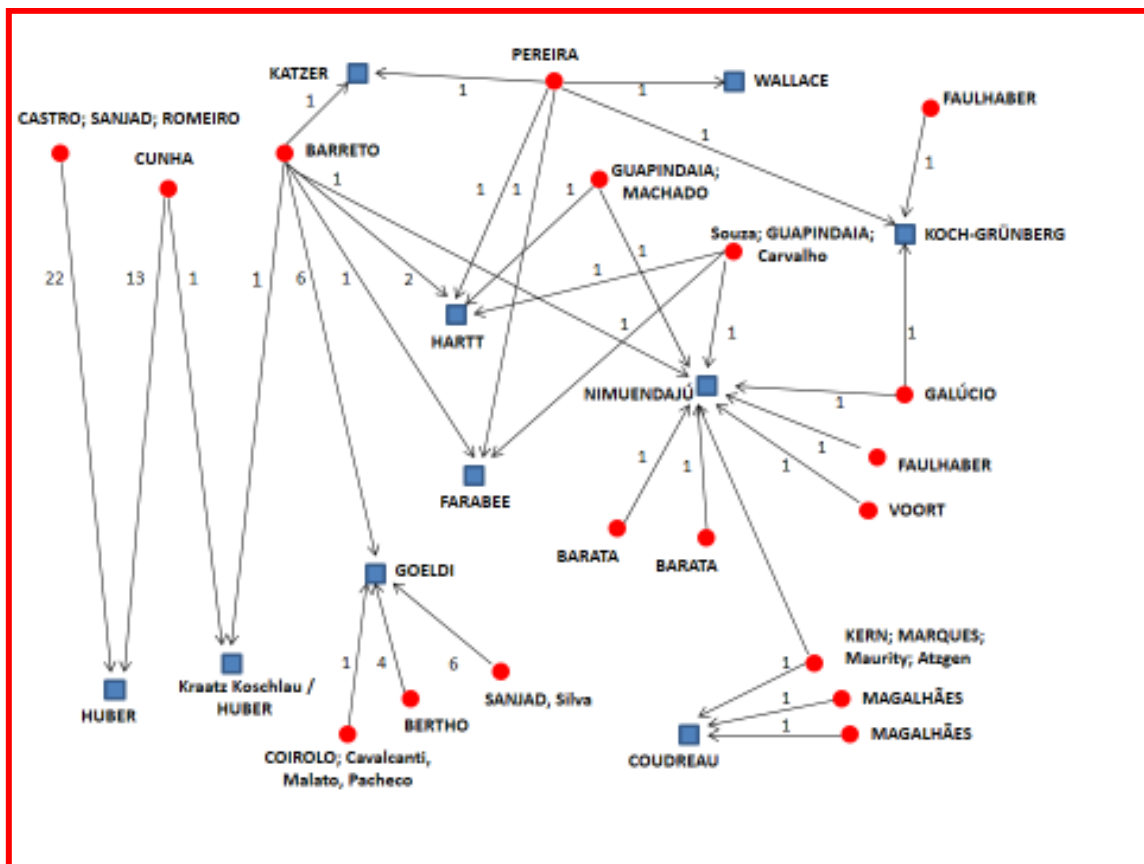 PEREIRA
KATZER
1
1
WALLACE
FAULHABER
1
CASTRO; SANJAD; ROMEIRO
1
CUNHA
BARRETO
1
GUAPINDAIA;
MACHADO
1
1
1
1
KOCH-GRÜNBERG
Souza; GUAPINDAIA;
Carvalho
1
22
13
1
1
6
1
2
1
1
1
HARTT
1
1
NIMUENDAJÚ
1
GALÚCIO
1
FAULHABER
1
1
1
VOORT
FARABEE
BARATA
BARATA
GOELDI
KERN; MARQUES;
Maurity; Atzgen
1
1
4
6
Kraatz Koschlau /
HUBER
SANJAD, Silva
MAGALHÃES
1
HUBER
BERTHO
1
MAGALHÃES
COIROLO; Cavalcanti,
Malato, Pacheco
COUDREAU